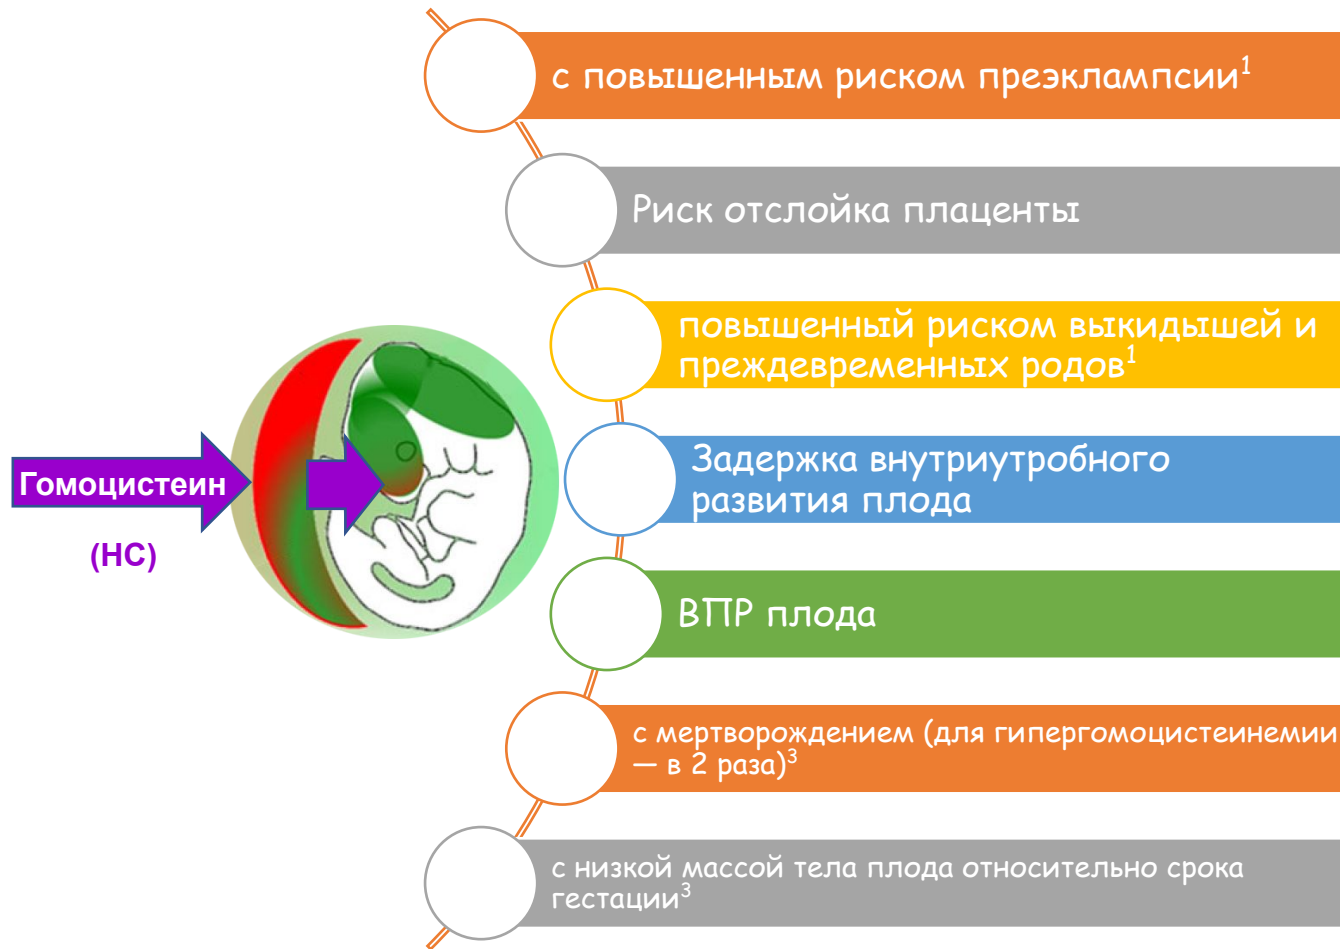 с повышенным риском преэклампсии¹
Риск отслойка плаценты
повышенный риском выкидышей и
преждевременных родов¹
Задержка внутриутробного
развития плода
ВПР плода
с мертворождением (для гипергомоцистеинемии
— в 2 раза)³
с низкой массой тела плода относительно срока
гестации³
Гомоцистеин
(НС)